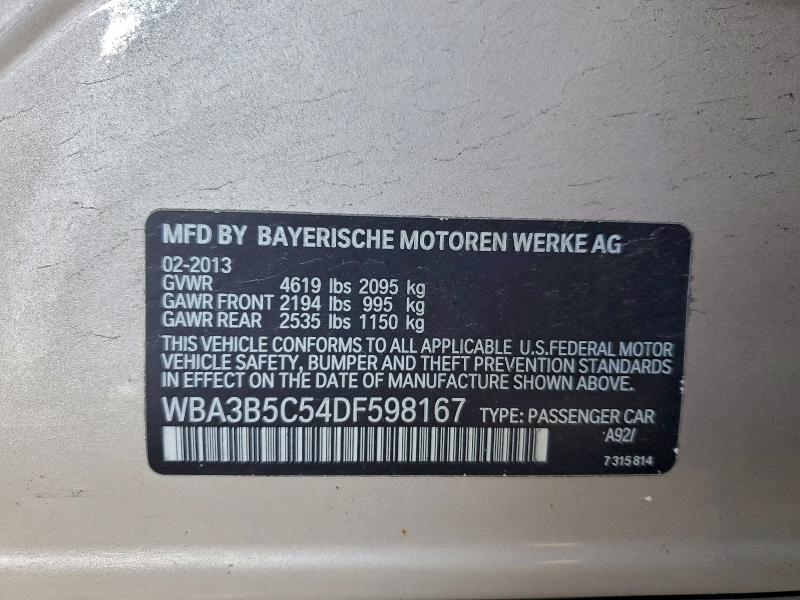 MFD BY BAYERISCHE MOTOREN WERKE AG
02-2013
GVWR 4619 lbs 2095 kg
GAWR FRONT 2194 lbs 995 kg
GAWR REAR 2535 lbs 1150 kg
THIS VEHICLE CONFORMS TO ALL APPLICABLE U.S.FEDERAL MOTOR
VEHICLE SAFETY, BUMPER AND THEFT PREVENTION STANDARDS
IN EFFECT ON THE DATE OF MANUFACTURE SHOWN ABOVE.
WBA3B5C54DF598167 TYPE: PASSENGER CAR
A92/
7 315 814